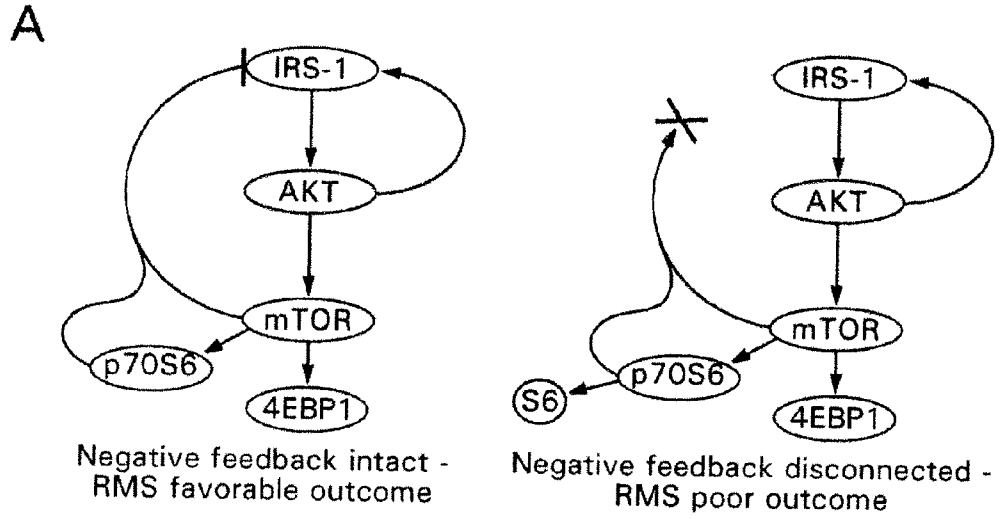 A
IRS-1
AKT
mTOR
p70S6
4EBP1
Negative feedback intact -
RMS favorable outcome
IRS-1
AKT
mTOR
p70S6
S6
4EBP1
Negative feedback disconnected -
RMS poor outcome